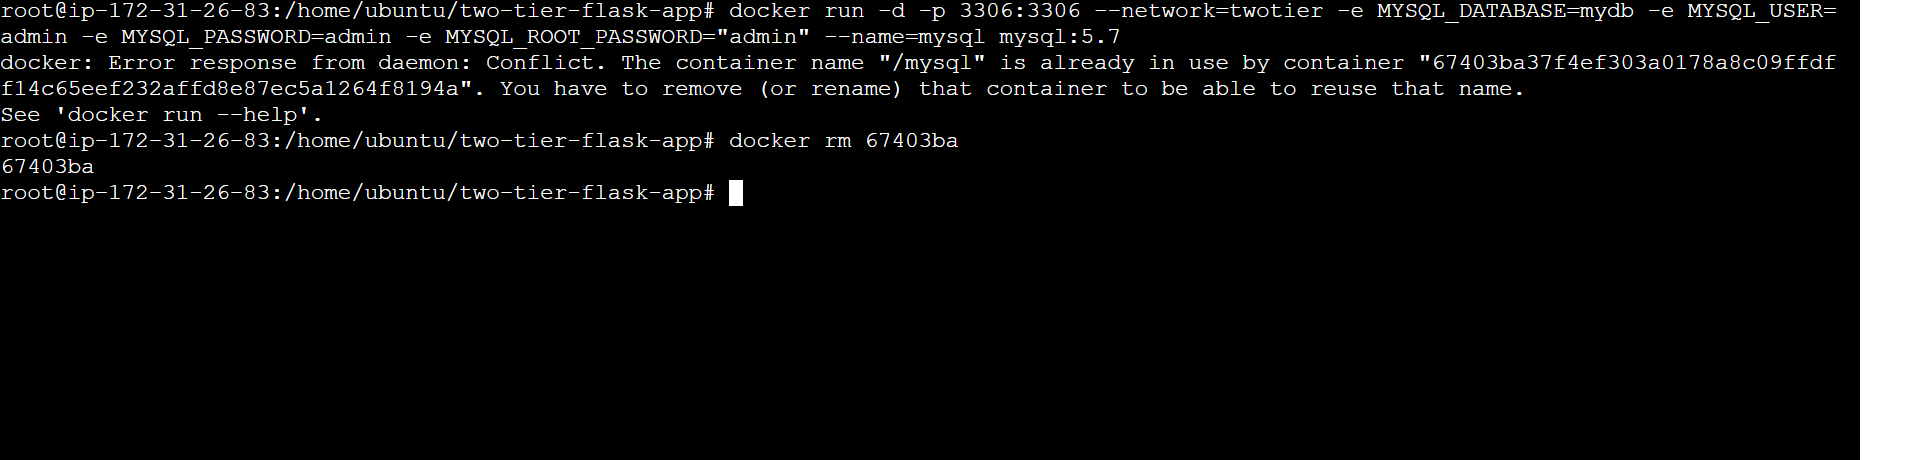 root@ip-172-31-26-83:/home/ubuntu/two-tier-flask-app# docker run -d -p 3306:3306 --network=twotier -e MYSQL_DATABASE=mydb -e MYSQL_USER=
admin -e MYSQL_PASSWORD=admin -e MYSQL_ROOT_PASSWORD="admin" --name=mysql mysql:5.7
docker: Error response from daemon: Conflict. The container name "/mysql" is already in use by container "67403ba37f4ef303a0178a8c09ffdf
f14c65eef232affd8e87ec5a1264f8194a". You have to remove (or rename) that container to be able to reuse that name.
See 'docker run --help'.
root@ip-172-31-26-83:/home/ubuntu/two-tier-flask-app# docker rm 67403ba
67403ba
root@ip-172-31-26-83:/home/ubuntu/two-tier-flask-app#